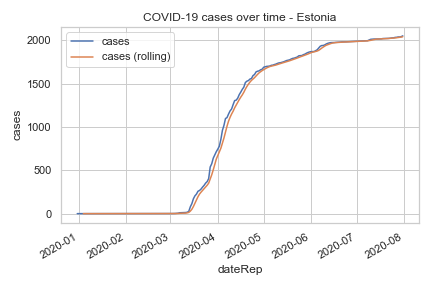 COVID-19 cases over time - Estonia
cases
cases (rolling)
2000
1500
1000
500
0
cases
2020-01
2020-02
2020-03
2020-04
2020-05
2020-06
2020-07
2020-08
dateRep